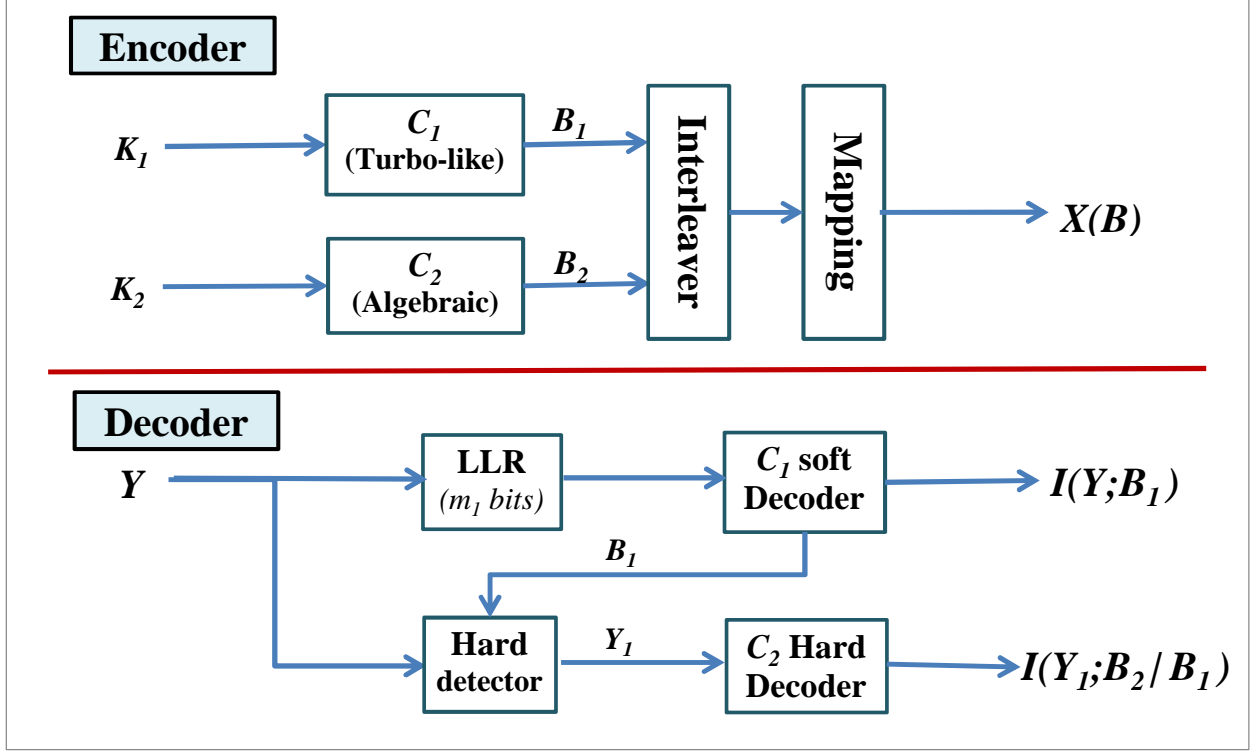 Encoder
K1
C1
(Turbo-like)
B1
K2
C2
(Algebraic)
B2
Interleaver
Mapping
X(B)
Decoder
Y
LLR
(m1 bits)
C1 soft
Decoder
I(Y;B1)
B1
Hard
detector
Y1
C2 Hard
Decoder
I(Y1;B2/B1)